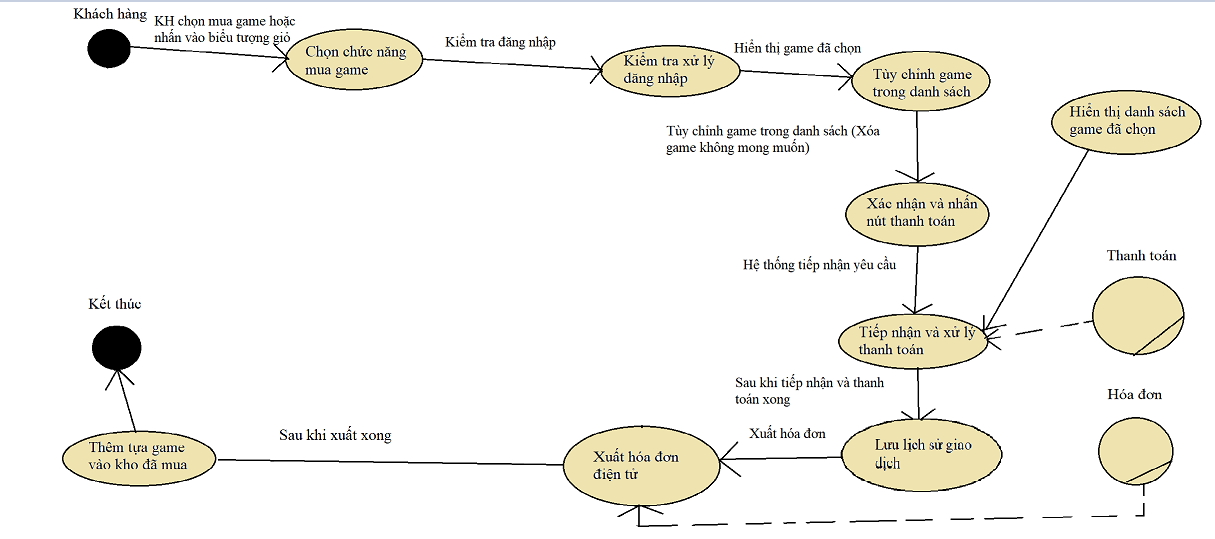 Khách hàng
KH chọn mua game hoặc
nhấn vào biểu tượng giỏ
Chọn chức năng
mua game
Kiểm tra đăng nhập
Kiểm tra xử lý
đăng nhập
Hiển thị game đã chọn
Tùy chỉnh game
trong danh sách
Hiển thị danh sách
game đã chọn
Tùy chỉnh game trong danh sách (Xóa
game không mong muốn)
Xác nhận và nhấn
nút thanh toán
Hệ thống tiếp nhận yêu cầu
Thanh toán
Kết thúc
Tiếp nhận và xử lý
thanh toán
Sau khi tiếp nhận và thanh
toán xong
Hóa đơn
Thêm tựa game
vào kho đã mua
Sau khi xuất xong
Xuất hóa đơn
điện tử
Xuất hóa đơn
Lưu lịch sử giao
dịch